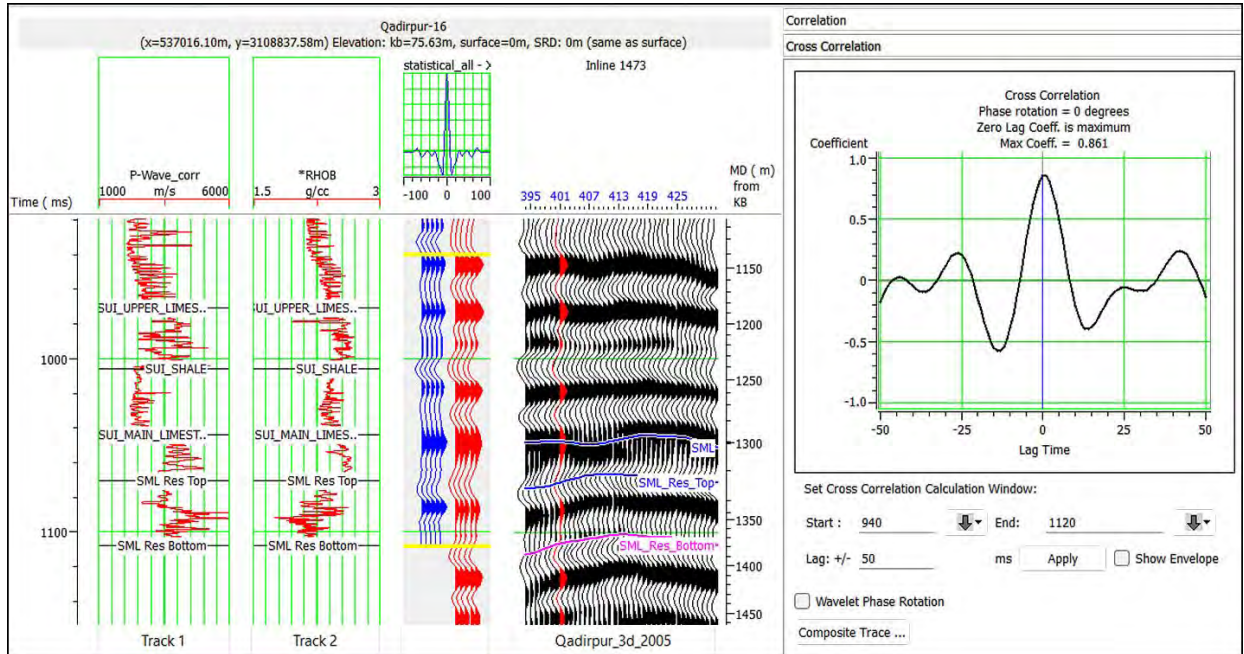 Qadirpur-16
(x=537016.10m, y=3108837.58m) Elevation: kb=75.63m, surface=0m, SRD: 0m (same as surface)
statistical_all - >
Inline 1473
P-Wave_corr
1000 m/s 6000
*RHOB
1.5 g/cc 3
-100 0 100
395 401 407 413 419 425
MD ( m)
from
KB
Time ( ms)
1000
1100
SUI_UPPER_LIMES..
SUI_SHALE
SUI_MAIN_LIMEST..
SML Res Top
SML Res Bottom
SUI_UPPER_LIMES..
SUI_SHALE
SUI_MAIN_LIMES..
SML Res Top
SML Res Bottom
SML
SML_Res_Top
SML_Res_Bottom
1150
1200
1250
1300
1350
1400
1450
Track 1
Track 2
Qadirpur_3d_2005
Correlation
Cross Correlation
Cross Correlation
Phase rotation = 0 degrees
Zero Lag Coeff. is maximum
Max Coeff. = 0.861
Coefficient
1.0
0.5
0
-0.5
-1.0
-50 -25 0 25 50
Lag Time
Set Cross Correlation Calculation Window:
Start : 940 End: 1120
Lag: +/- 50 ms Apply Show Envelope
Wavelet Phase Rotation
Composite Trace ...